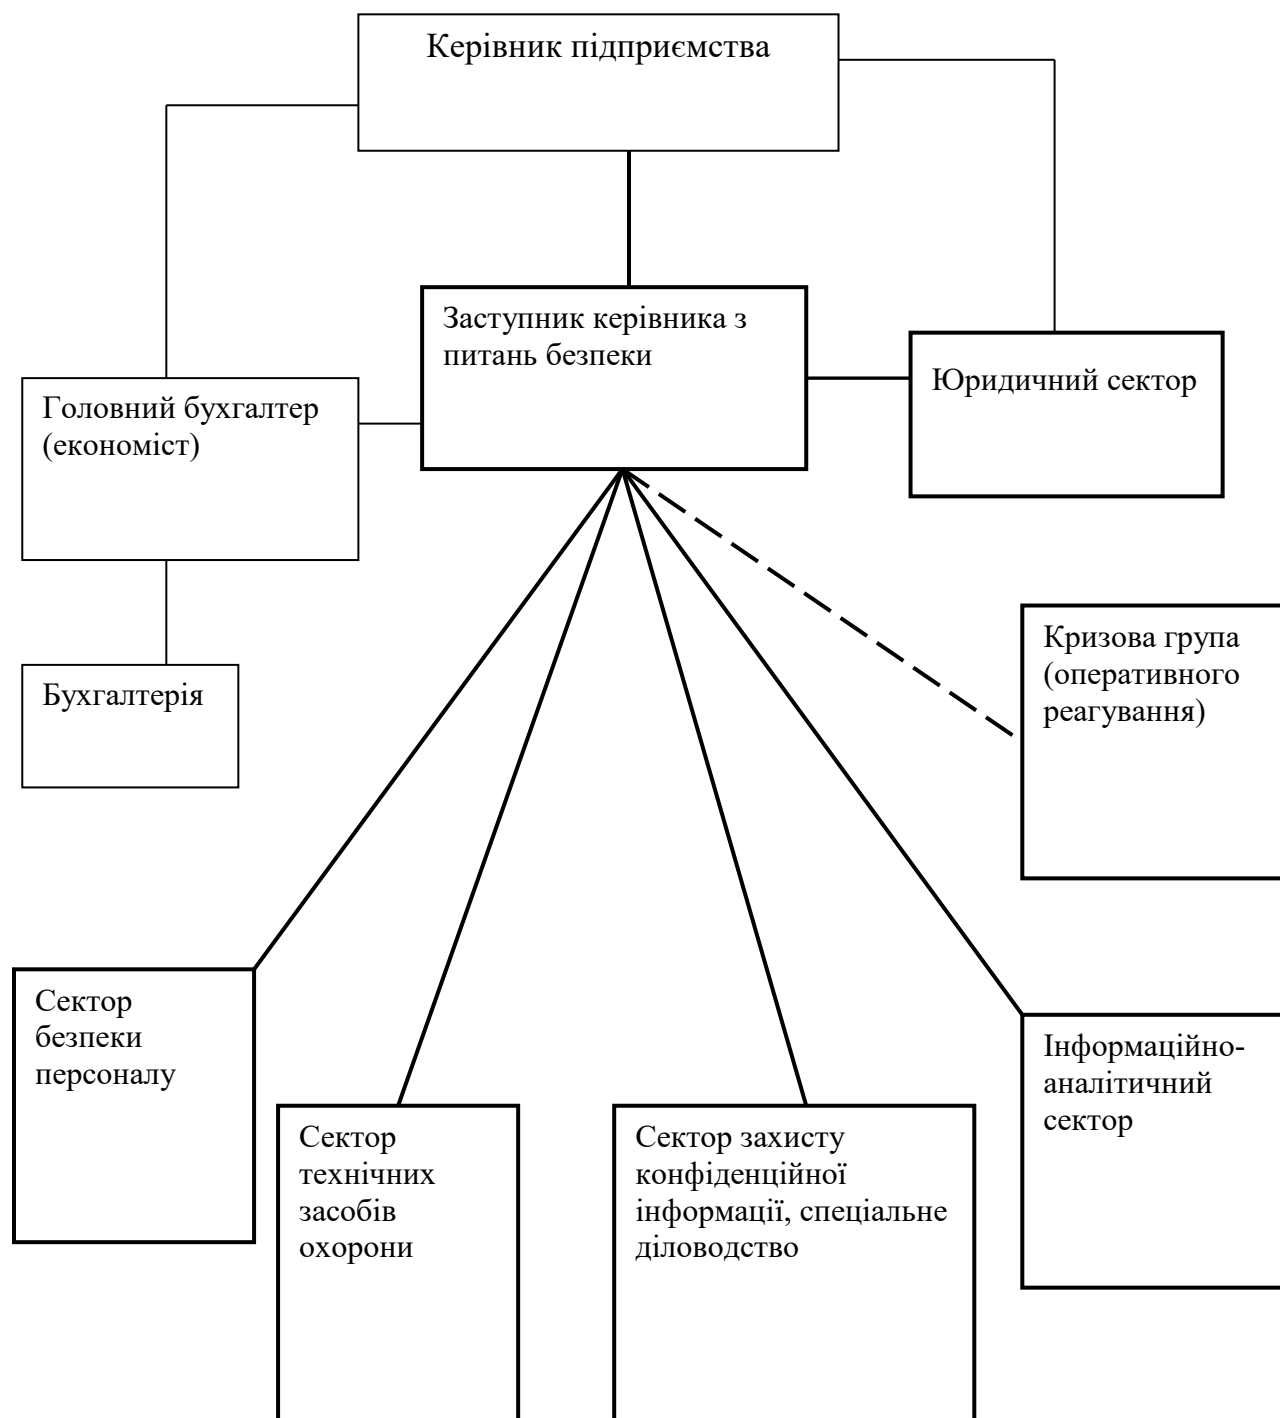 Керівник підприємства
Заступник керівника з
питань безпеки
Юридичний сектор
Головний бухгалтер
(економіст)
Бухгалтерія
Кризова група
(оперативного
реагування)
Сектор
безпеки
персоналу
Сектор
технічних
засобів
охорони
Сектор захисту
конфіденційної
інформації, спеціальне
діловодство
Інформаційно-
аналітичний
сектор